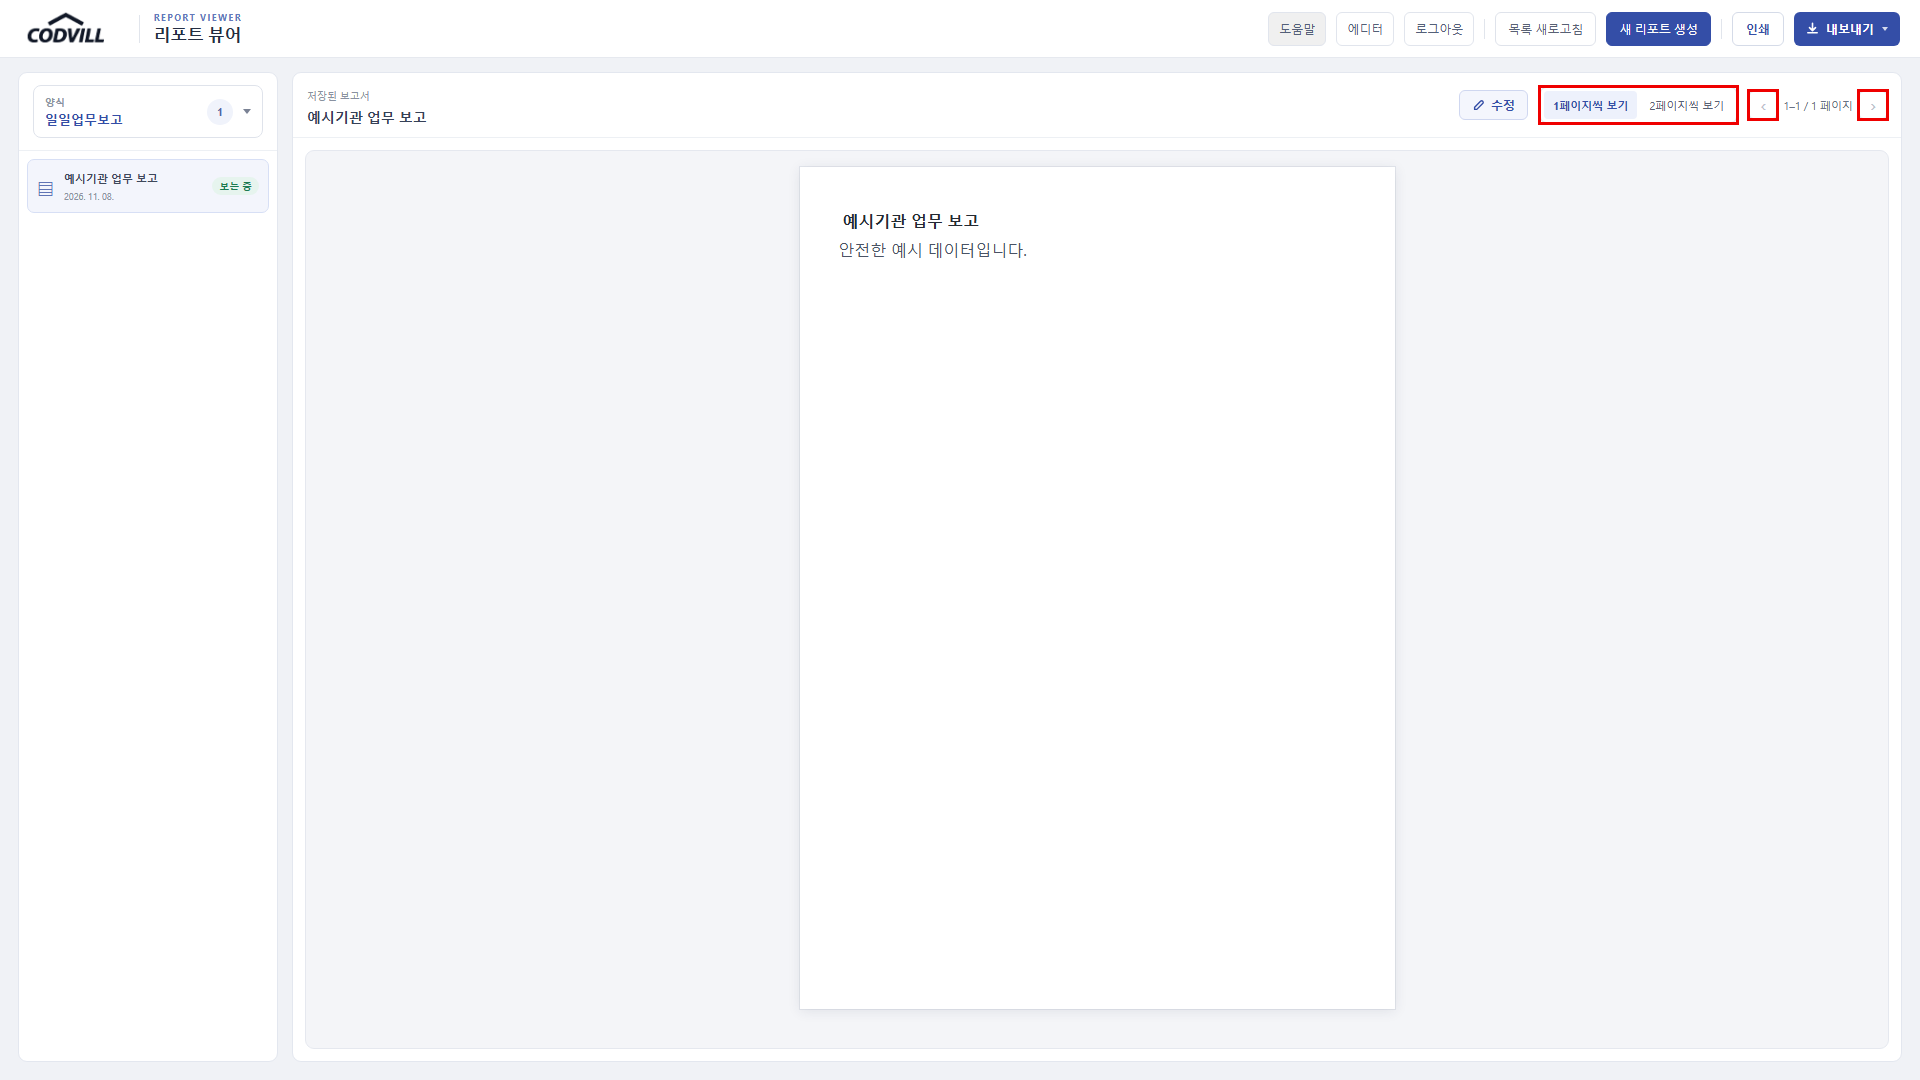 CODVILL
REPORT VIEWER
리포트 뷰어
도움말
에디터
로그아웃
목록 새로고침
새 리포트 생성
인쇄
내보내기
양식
일일업무보고
1
예시기관 업무 보고
2026. 11. 08.
보는 중
저장된 보고서
예시기관 업무 보고
수정
1페이지씩 보기
2페이지씩 보기
‹
1–1 / 1 페이지
›
예시기관 업무 보고
안전한 예시 데이터입니다.